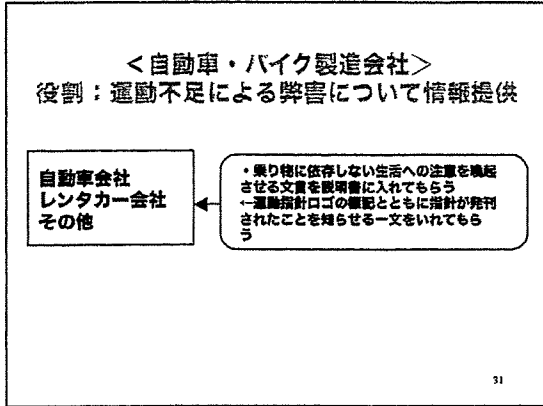 ＜自動車・バイク製造会社＞
役割：運動不足による弊害について情報提供
自動車会社
レンタカー会社
その他
・乗り物に依存しない生活への注意を喚起
させる文言を説明書に入れてもらう
←運動指針ロゴの標記とともに指針が発刊
されたことを知らせる一文をいれてもら
う
31